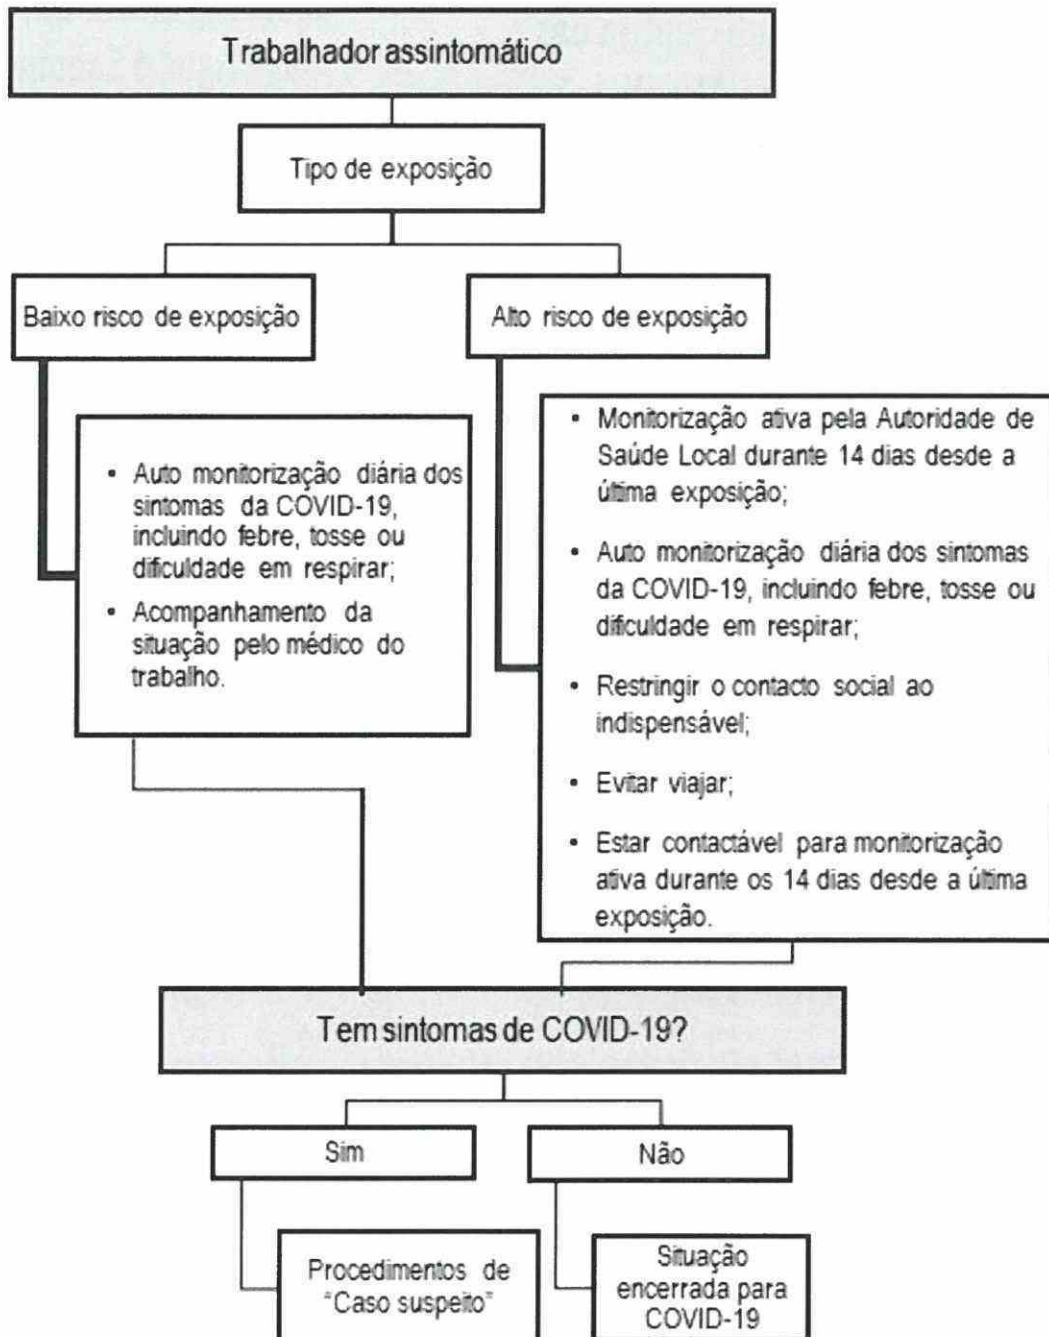 Trabalhador assintomático
Tipo de exposição
Baixo risco de exposição
Alto risco de exposição
• Auto monitorização diária dos
sintomas da COVID-19,
incluindo febre, tosse ou
dificuldade em respirar;
• Acompanhamento da
situação pelo médico do
trabalho.
• Monitorização ativa pela Autoridade de
Saúde Local durante 14 dias desde a
última exposição;
• Auto monitorização diária dos sintomas
da COVID-19, incluindo febre, tosse ou
dificuldade em respirar;
• Restringir o contacto social ao
indispensável;
• Evitar viajar;
• Estar contactável para monitorização
ativa durante os 14 dias desde a última
exposição.
Tem sintomas de COVID-19?
Sim
Não
Procedimentos de
"Caso suspeito"
Situação
encerrada para
COVID-19